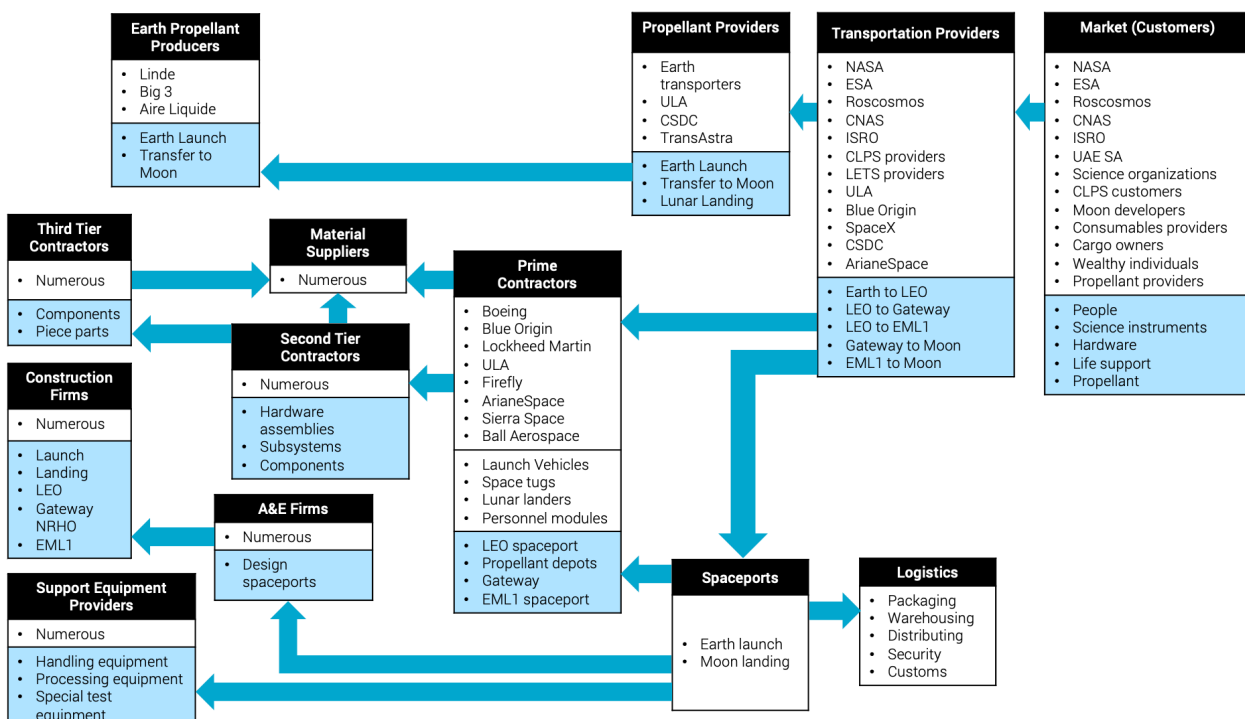 Earth Propellant
Producers
• Linde
• Big 3
• Aire Liquide
• Earth Launch
• Transfer to
Moon
Propellant Providers
• Earth
transporters
• ULA
• CSDC
• TransAstra
• Earth Launch
• Transfer to Moon
• Lunar Landing
Transportation Providers
• NASA
• ESA
• Roscosmos
• CNAS
• ISRO
• CLPS providers
• LETS providers
• ULA
• Blue Origin
• SpaceX
• CSDC
• ArianeSpace
• Earth to LEO
• LEO to Gateway
• LEO to EML1
• Gateway to Moon
• EML1 to Moon
Market (Customers)
• NASA
• ESA
• Roscosmos
• CNAS
• ISRO
• UAE SA
• Science organizations
• CLPS customers
• Moon developers
• Consumables providers
• Cargo owners
• Wealthy individuals
• Propellant providers
• People
• Science instruments
• Hardware
• Life support
• Propellant
Third Tier
Contractors
• Numerous
• Components
• Piece parts
Material
Suppliers
• Numerous
Prime
Contractors
• Boeing
• Blue Origin
• Lockheed Martin
• ULA
• Firefly
• ArianeSpace
• Sierra Space
• Ball Aerospace
• Launch Vehicles
• Space tugs
• Lunar landers
• Personnel modules
• LEO spaceport
• Propellant depots
• Gateway
• EML1 spaceport
Second Tier
Contractors
• Numerous
• Hardware
assemblies
• Subsystems
• Components
Construction
Firms
• Numerous
• Launch
• Landing
• LEO
• Gateway
NRHO
• EML1
A&E Firms
• Numerous
• Design
spaceports
Support Equipment
Providers
• Numerous
• Handling equipment
• Processing equipment
• Special test
equipment
Spaceports
• Earth launch
• Moon landing
Logistics
• Packaging
• Warehousing
• Distributing
• Security
• Customs